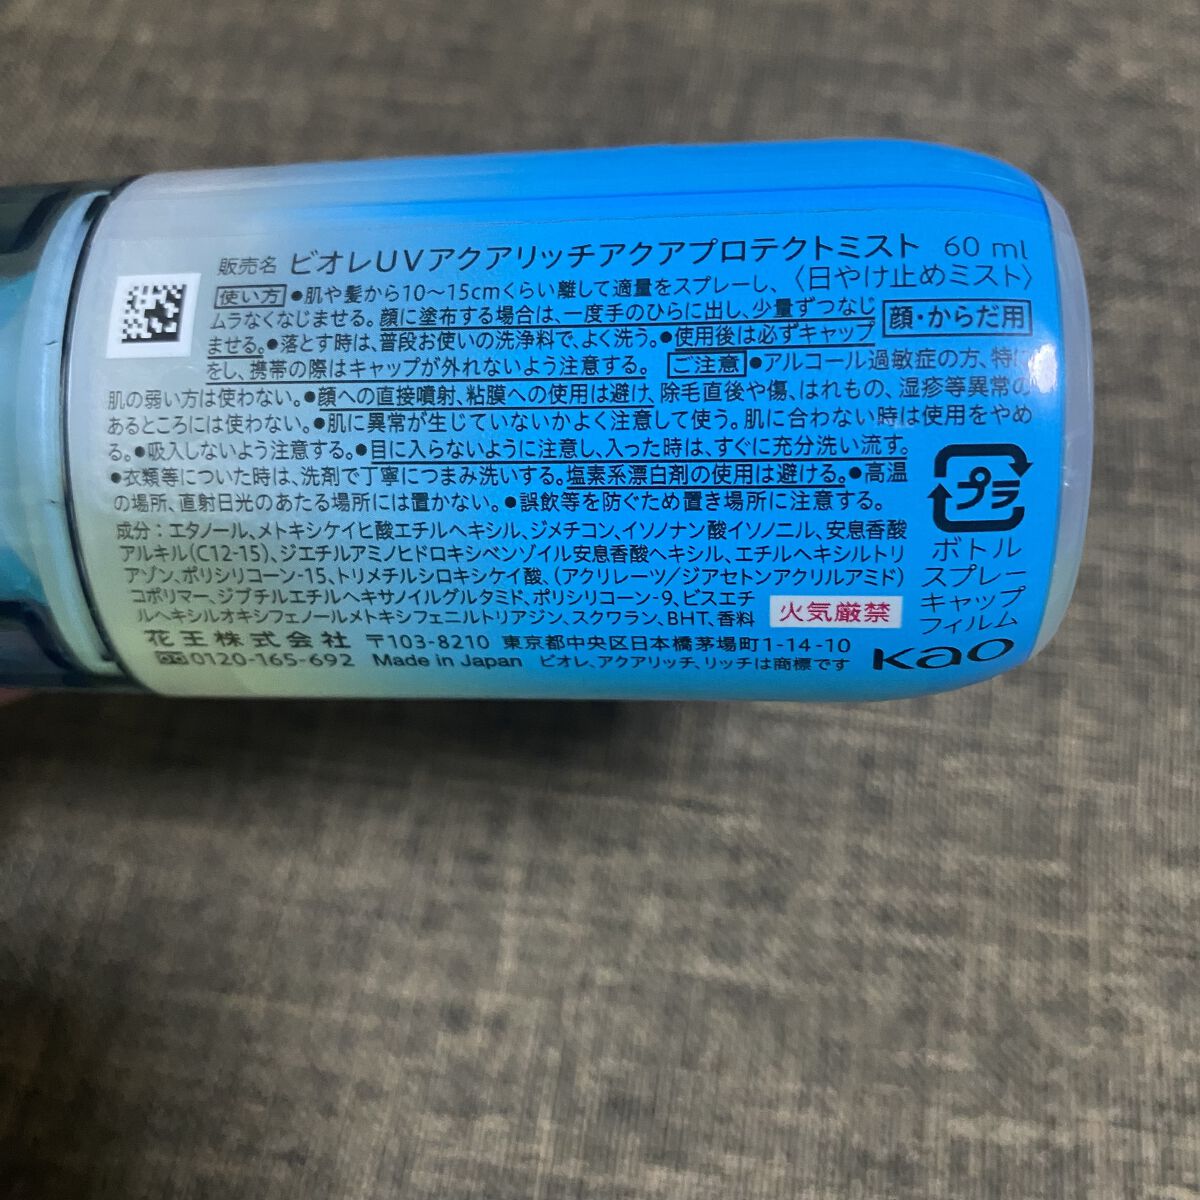 販売名 ビオレUVアクアリッチアクアプロテクトミスト 60 ml
〈日やけ止めミスト〉
使い方 ●肌や髪から10～15cmくらい離して適量をスプレーし、
ムラなくなじませる。顔に塗布する場合は、一度手のひらに出し、少量ずつなじ
顔・からだ用
ませる。●落とす時は、普段お使いの洗浄料で、よく洗う。●使用後は必ずキャップ
をし、携帯の際はキャップが外れないよう注意する。 ご注意 ●アルコール過敏症の方、特に
肌の弱い方は使わない。●顔への直接噴射、粘膜への使用は避け、除毛直後や傷、はれもの、湿疹等異常の
あるところには使わない。●肌に異常が生じていないかよく注意して使う。肌に合わない時は使用をやめ
る。●吸入しないよう注意する。●目に入らないように注意し、入った時は、すぐに充分洗い流す。
●衣類等についた時は、洗剤で丁寧につまみ洗いする。塩素系漂白剤の使用は避ける。●高温
の場所、直射日光のあたる場所には置かない。●誤飲等を防ぐため置き場所に注意する。
成分：エタノール、メトキシケイヒ酸エチルヘキシル、ジメチコン、イソノナン酸イソノニル、安息香酸
アルキル(C12-15)、ジエチルアミノヒドロキシベンゾイル安息香酸ヘキシル、エチルヘキシルトリ
アゾン、ポリシリコーン-15、トリメチルシロキシケイ酸、（アクリレーツ/ジアセトンアクリルアミド）
コポリマー、ジブチルエチルヘキサノイルグルタミド、ポリシリコーン-9、ビスエチ
ルヘキシルオキシフェノールメトキシフェニルトリアジン、スクワラン、BHT、香料
火気厳禁
花王株式会社 〒103-8210 東京都中央区日本橋茅場町1-14-10
0120-165-692 Made in Japan ビオレ、アクアリッチ、リッチは商標です
プラ
ボトル
スプレー
キャップ
フィルム
Kao